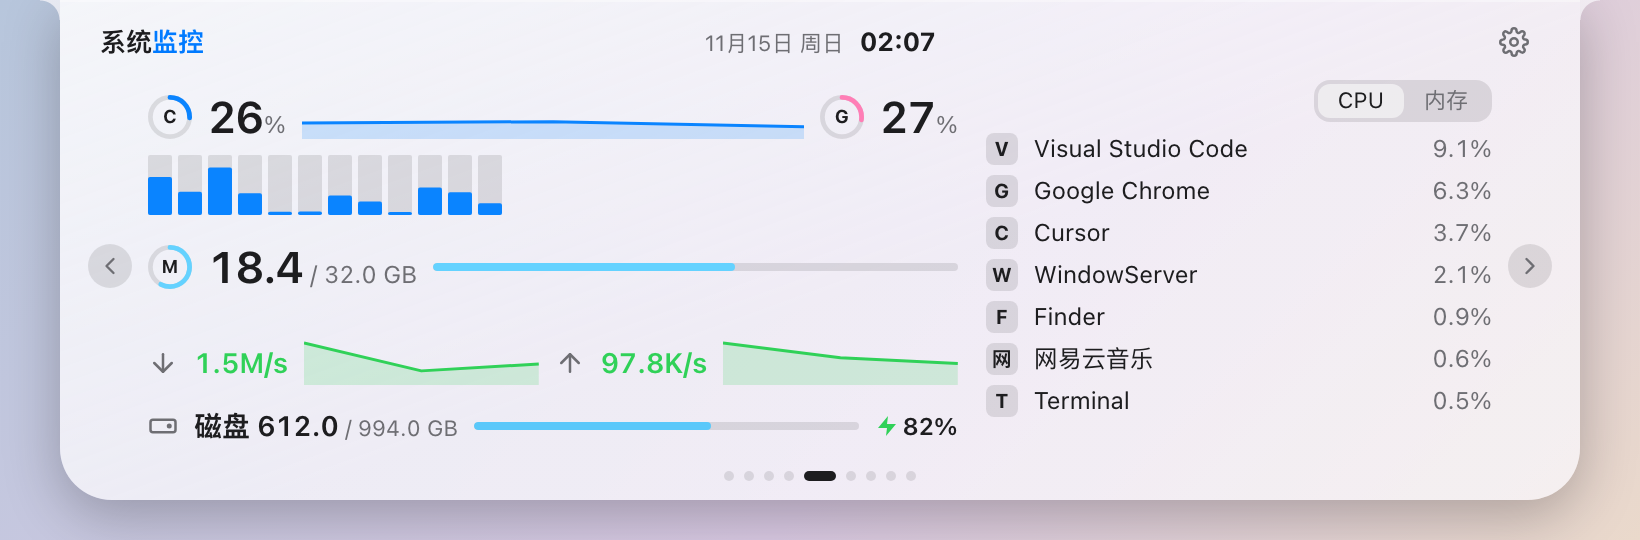 系统监控
11月15日 周日 02:07
C 26% G 27%
M 18.4 / 32.0 GB
1.5M/s 97.8K/s
磁盘 612.0 / 994.0 GB 82%
CPU 内存
V Visual Studio Code 9.1%
G Google Chrome 6.3%
C Cursor 3.7%
W WindowServer 2.1%
F Finder 0.9%
网 网易云音乐 0.6%
T Terminal 0.5%